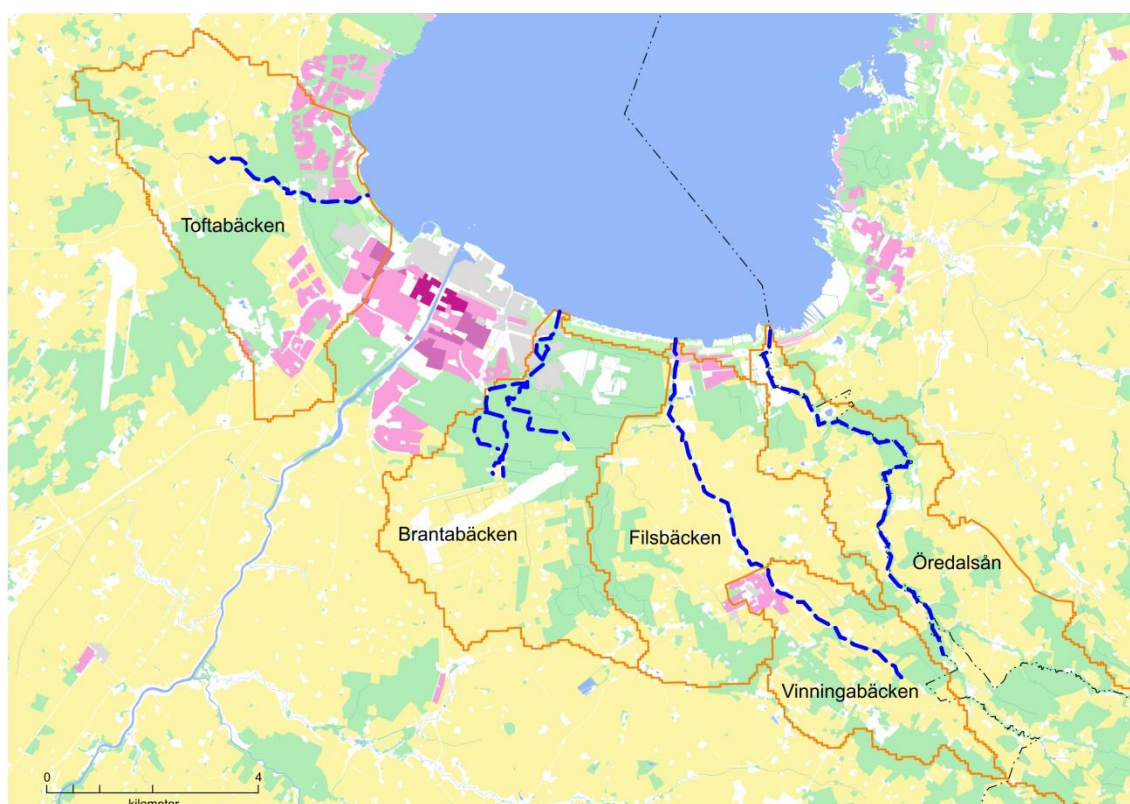 Toftabäcken
Brantabäcken
Filsbäcken
Öredalsån
Vinningabäcken
0 4
kilometer